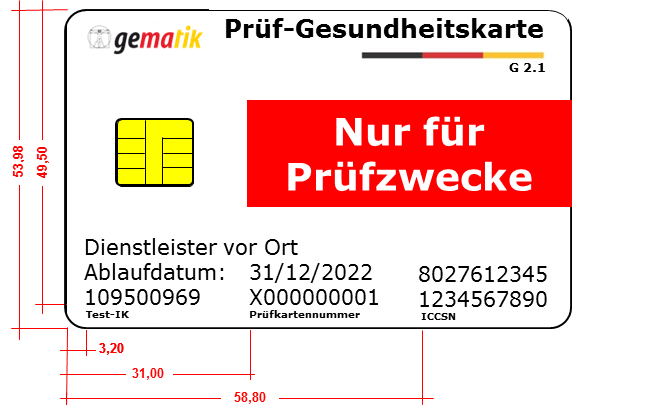 gematik
Prüf-Gesundheitskarte
G 2.1
Nur für
Prüfzwecke
Dienstleister vor Ort
Ablaufdatum: 31/12/2022
8027612345
109500969 X000000001 1234567890
Test-IK Prüfkartennummer ICCSN
53,98
49,50
3,20
31,00
58,80